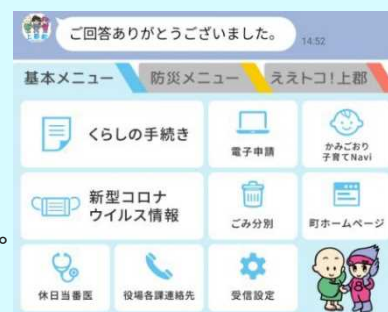 ご回答ありがとうございました。
14:52
基本メニュー
防災メニュー
ええトコ!上郡
くらしの手続き
電子申請
かみごおり
子育てNavi
新型コロナ
ウイルス情報
ごみ分別
町ホームページ
。
休日当番医
役場各課連絡先
受信設定